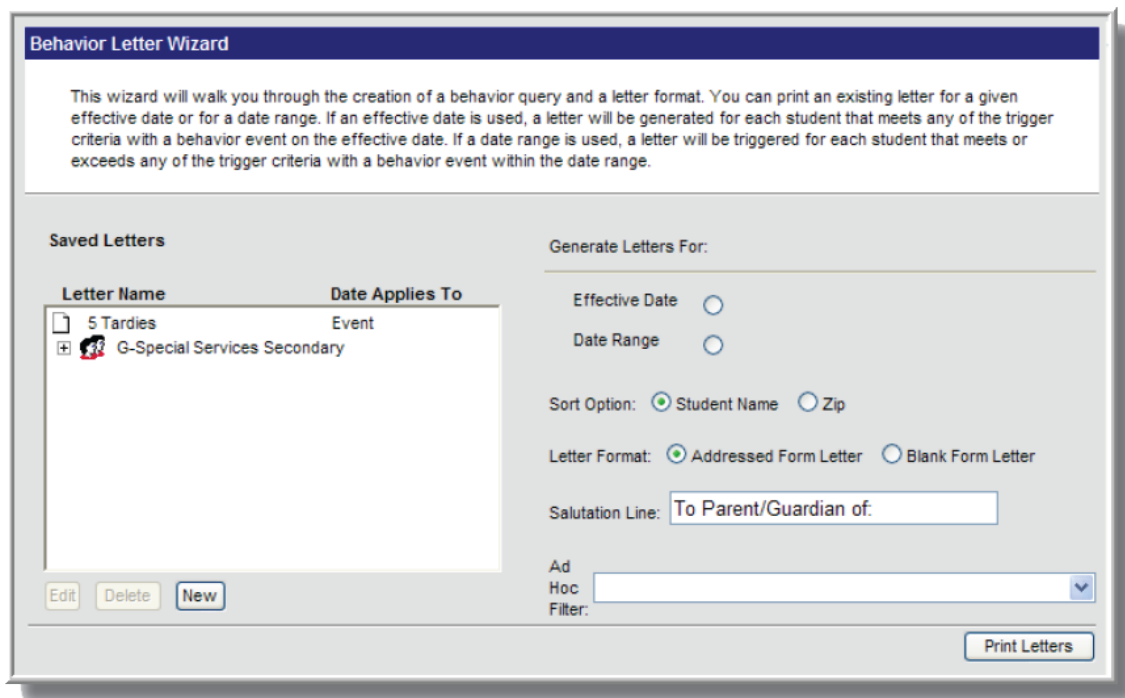 Behavior Letter Wizard
This wizard will walk you through the creation of a behavior query and a letter format. You can print an existing letter for a given
effective date or for a date range. If an effective date is used, a letter will be generated for each student that meets any of the trigger
criteria with a behavior event on the effective date. If a date range is used, a letter will be triggered for each student that meets or
exceeds any of the trigger criteria with a behavior event within the date range.
Saved Letters
Letter Name Date Applies To
5 Tardies Event
G-Special Services Secondary
Edit Delete New
Generate Letters For:
Effective Date
Date Range
Sort Option: Student Name Zip
Letter Format: Addressed Form Letter Blank Form Letter
Salutation Line: To Parent/Guardian of:
Ad
Hoc
Filter:
Print Letters